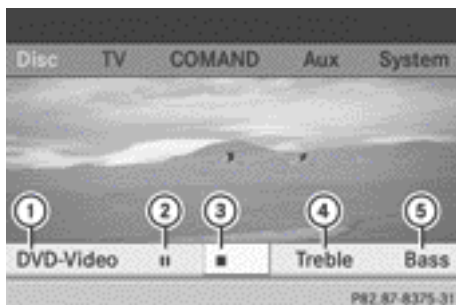 Disc TV COMAND Aux System
1 2 3 4 5
DVD-Video Treble Bass
P82.87-8375-31